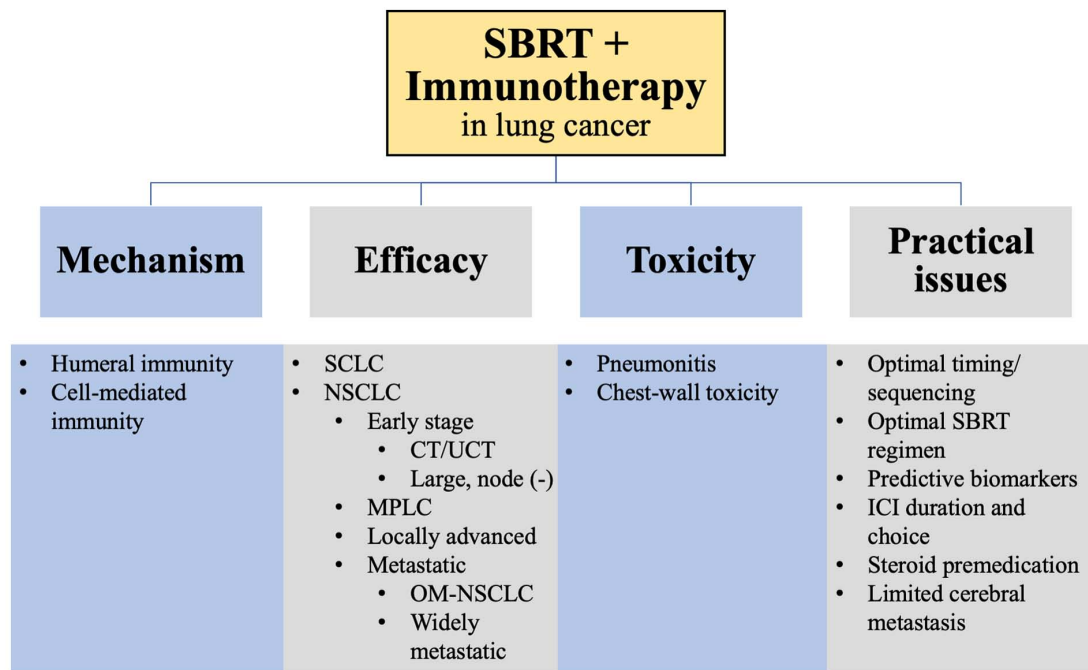 SBRT +
Immunotherapy
in lung cancer
Mechanism
Efficacy
Toxicity
Practical
issues
• Humeral immunity
• Cell-mediated
immunity
• SCLC
• NSCLC
• Early stage
• CT/UCT
• Large, node (-)
• MPLC
• Locally advanced
• Metastatic
• OM-NSCLC
• Widely
metastatic
• Pneumonitis
• Chest-wall toxicity
• Optimal timing/
sequencing
• Optimal SBRT
regimen
• Predictive biomarkers
• ICI duration and
choice
• Steroid premedication
• Limited cerebral
metastasis